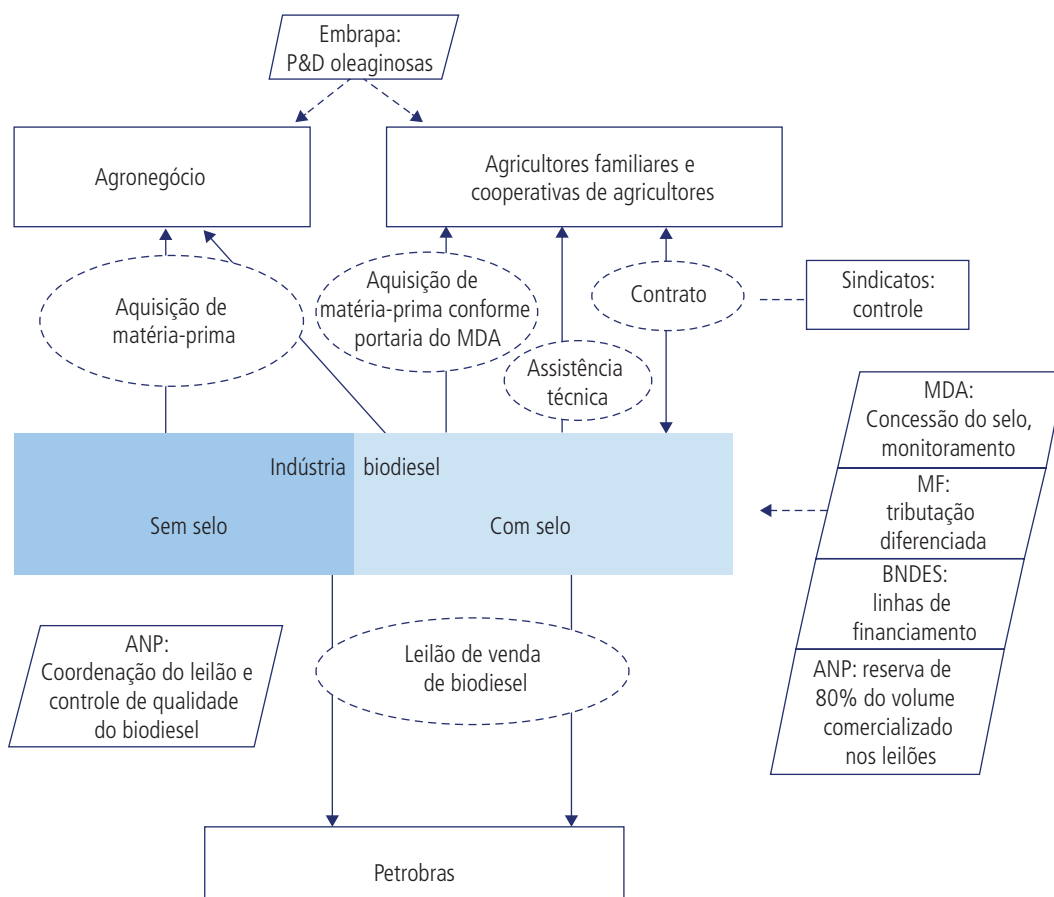 Embrapa:
P&D oleaginosas
Agronegócio
Agricultores familiares e
cooperativas de agricultores
Aquisição de
matéria-prima
Aquisição de
matéria-prima conforme
portaria do MDA
Assistência
técnica
Contrato
Sindicatos:
controle
Indústria biodiesel
Sem selo
Com selo
MDA:
Concessão do selo,
monitoramento
MF:
tributação
diferenciada
BNDES:
linhas de
financiamento
ANP: reserva de
80% do volume
comercializado
nos leilões
ANP:
Coordenação do leilão e
controle de qualidade
do biodiesel
Leilão de venda
de biodiesel
Petrobras